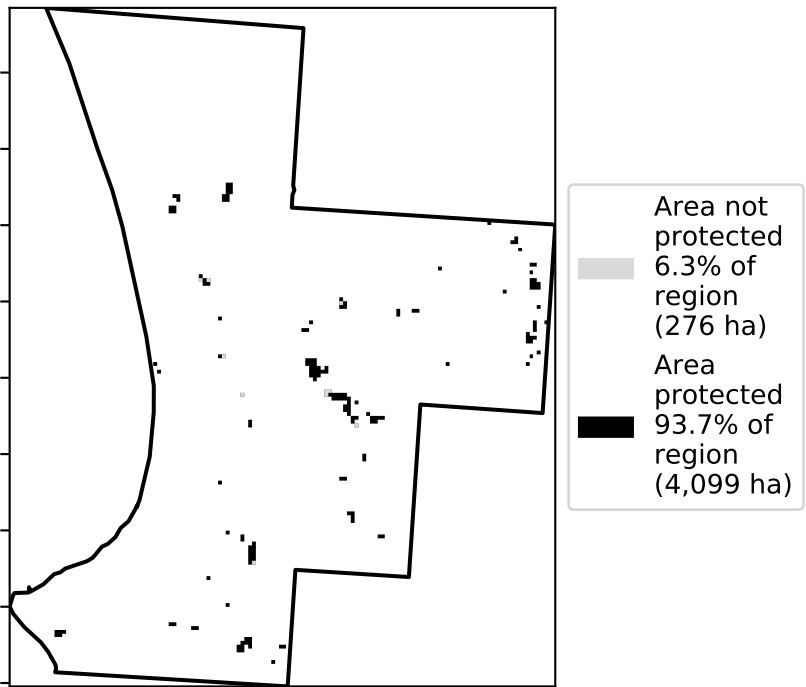 Area not
protected
6.3% of
region
(276 ha)
Area
protected
93.7% of
region
(4,099 ha)